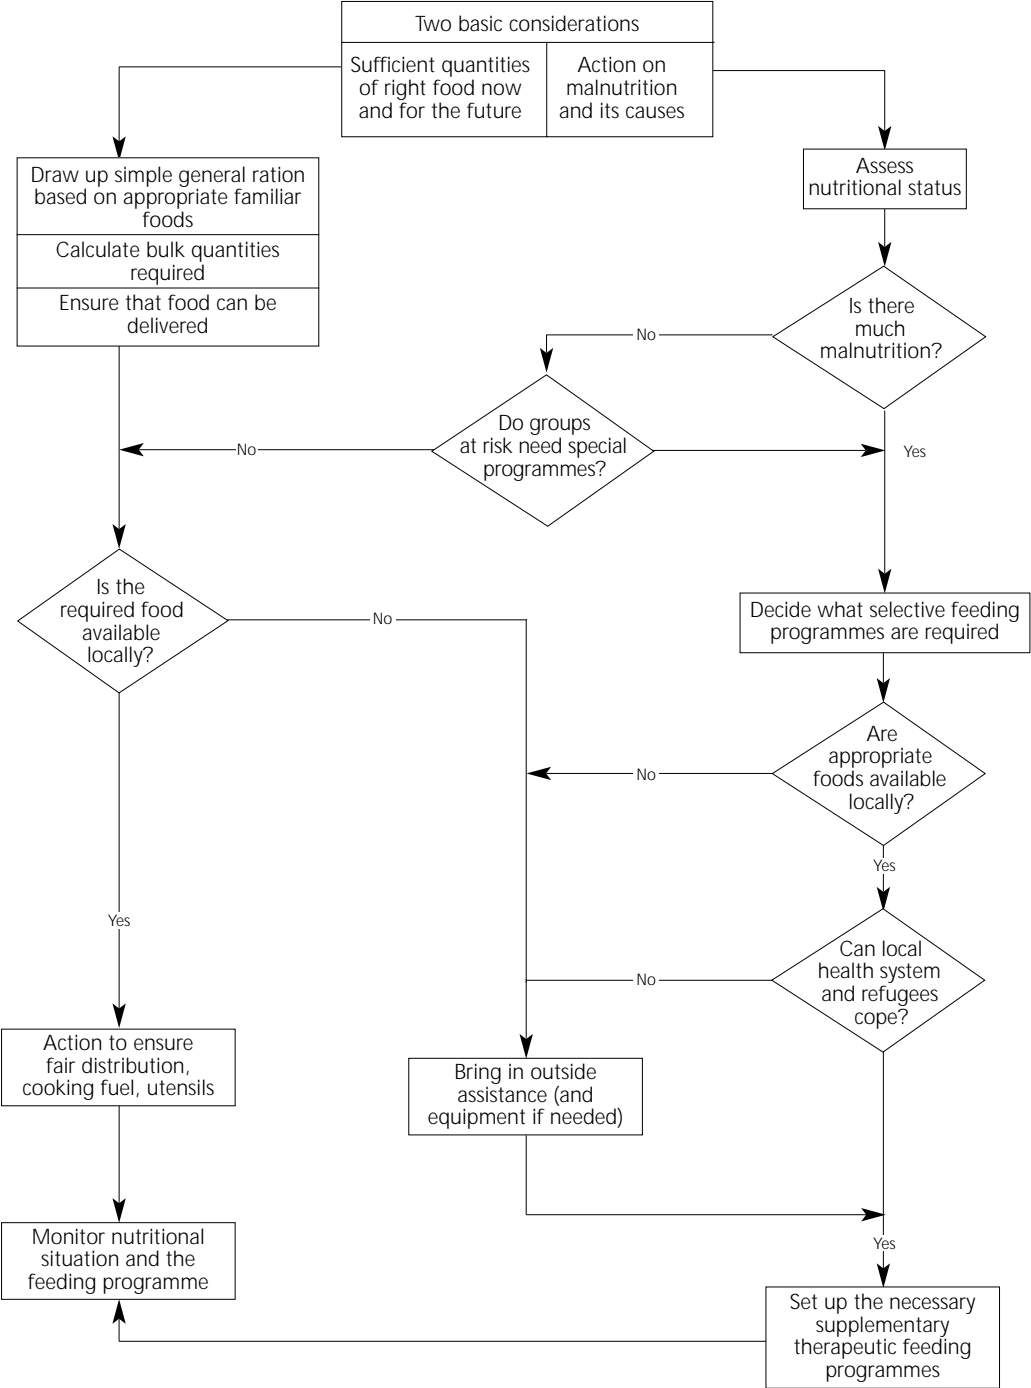 Two basic considerations
Sufficient quantities
of right food now
and for the future
Action on
malnutrition
and its causes
Draw up simple general ration
based on appropriate familiar
foods
Calculate bulk quantities
required
Ensure that food can be
delivered
Assess
nutritional status
Is there
much
malnutrition?
No
Do groups
at risk need special
programmes?
No
Yes
Is the
required food
available
locally?
No
Decide what selective feeding
programmes are required
Are
appropriate
foods available
locally?
No
Yes
Yes
Can local
health system
and refugees
cope?
No
Action to ensure
fair distribution,
cooking fuel, utensils
Bring in outside
assistance (and
equipment if needed)
Monitor nutritional
situation and the
feeding programme
Yes
Set up the necessary
supplementary
therapeutic feeding
programmes